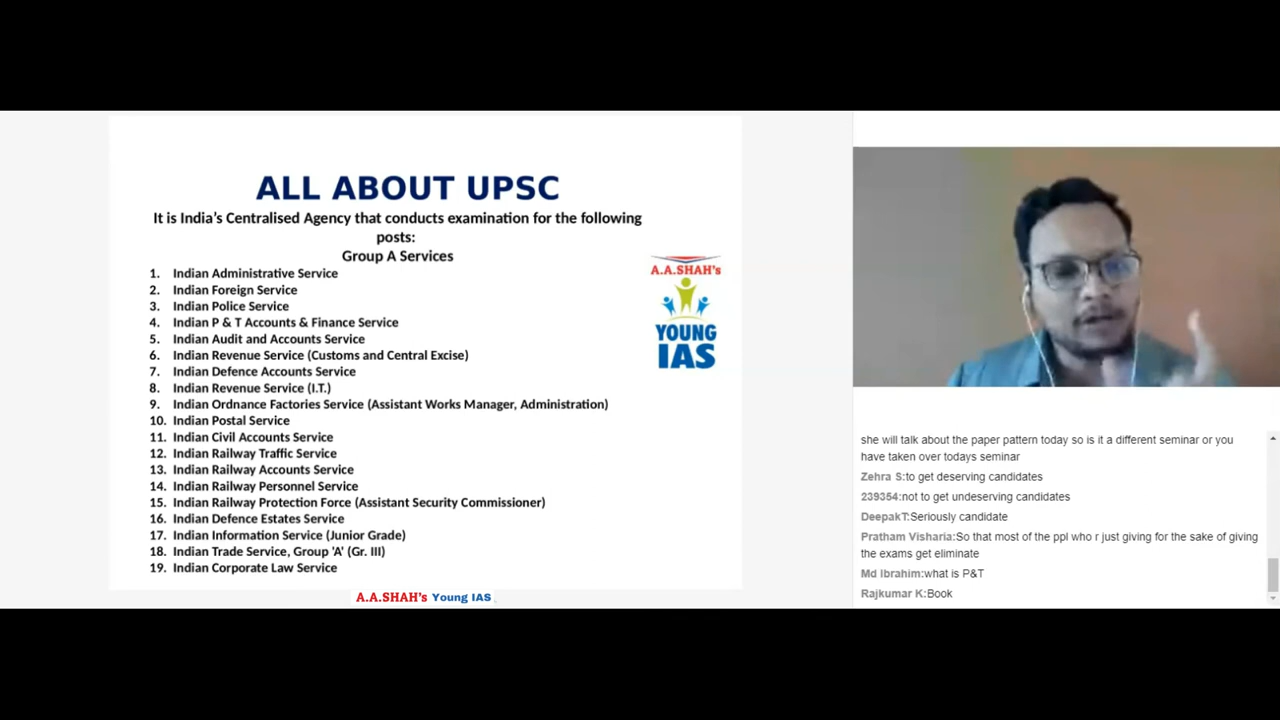 ALL ABOUT UPSC
It is India's Centralised Agency that conducts examination for the following
posts:
Group A Services
1. Indian Administrative Service
2. Indian Foreign Service
3. Indian Police Service
4. Indian P & T Accounts & Finance Service
5. Indian Audit and Accounts Service
6. Indian Revenue Service (Customs and Central Excise)
7. Indian Defence Accounts Service
8. Indian Revenue Service (I.T.)
9. Indian Ordnance Factories Service (Assistant Works Manager, Administration)
10. Indian Postal Service
11. Indian Civil Accounts Service
12. Indian Railway Traffic Service
13. Indian Railway Accounts Service
14. Indian Railway Personnel Service
15. Indian Railway Protection Force (Assistant Security Commissioner)
16. Indian Defence Estates Service
17. Indian Information Service (Junior Grade)
18. Indian Trade Service, Group 'A' (Gr. III)
19. Indian Corporate Law Service
A.A.SHAH's
YOUNG
IAS
A.A.SHAH's Young IAS
she will talk about the paper pattern today so is it a different seminar or you
have taken over todays seminar
Zehra S:to get deserving candidates
239354:not to get undeserving candidates
DeepakT:Seriously candidate
Pratham Visharia:So that most of the ppl who r just giving for the sake of giving
the exams get eliminate
Md Ibrahim:what is P&T
Rajkumar K:Book